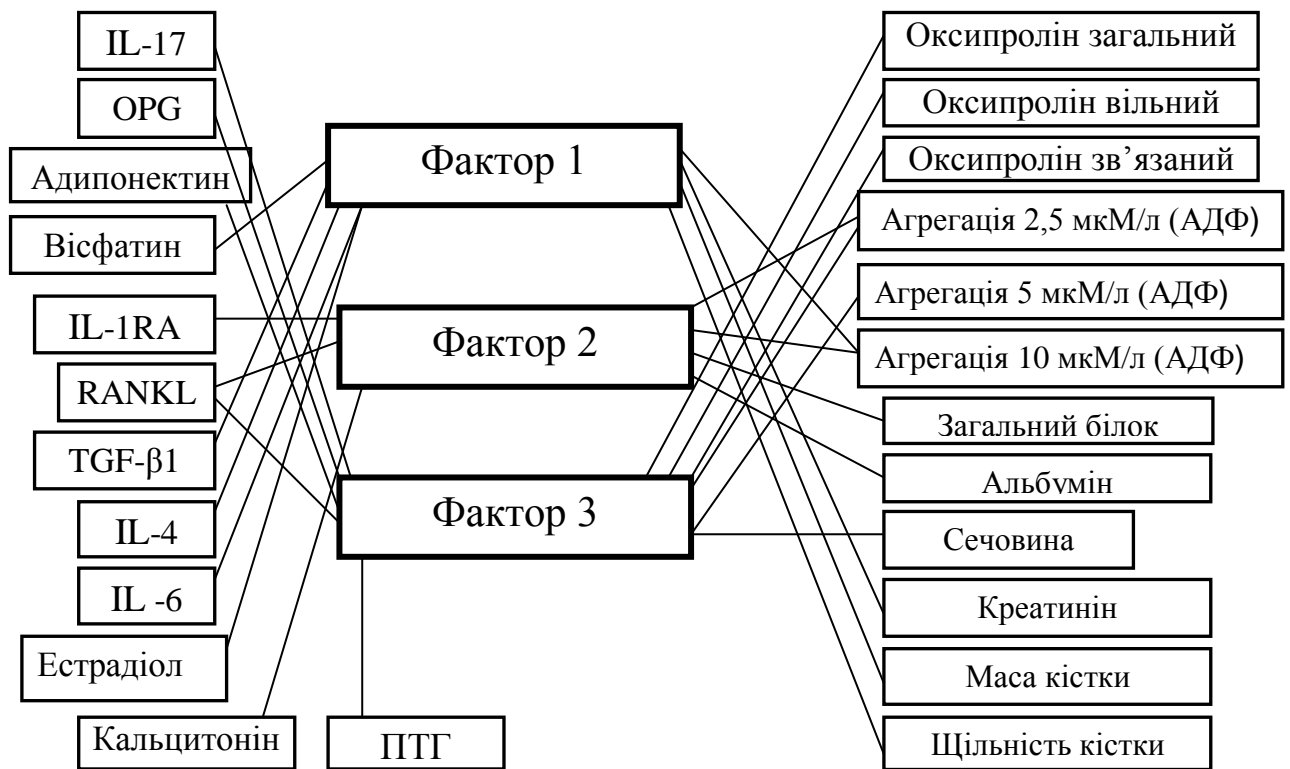 IL-17
OPG
Адипонектин
Вісфатин
IL-1RA
RANKL
TGF-β1
IL-4
IL -6
Естрадіол
Кальцитонін
ПТГ
Фактор 1
Фактор 2
Фактор 3
Оксипролін загальний
Оксипролін вільний
Оксипролін зв’язаний
Агрегація 2,5 мкМ/л (АДФ)
Агрегація 5 мкМ/л (АДФ)
Агрегація 10 мкМ/л (АДФ)
Загальний білок
Альбумін
Сечовина
Креатинін
Маса кістки
Щільність кістки